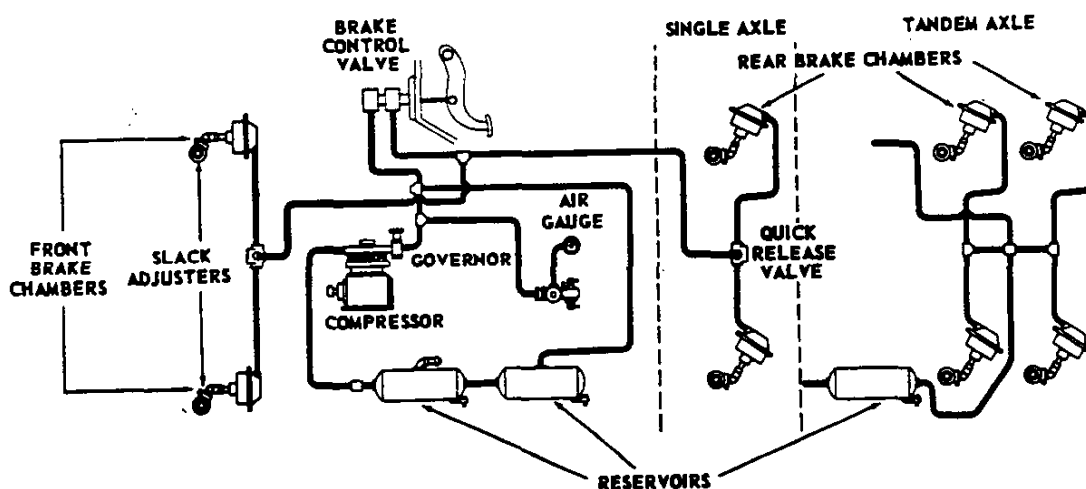 BRAKE
CONTROL
VALVE
SINGLE AXLE
TANDEM AXLE
REAR BRAKE CHAMBERS
AIR
GAUGE
FRONT
BRAKE
CHAMBERS
SLACK
ADJUSTERS
GOVERNOR
QUICK
RELEASE
VALVE
COMPRESSOR
RESERVOIRS